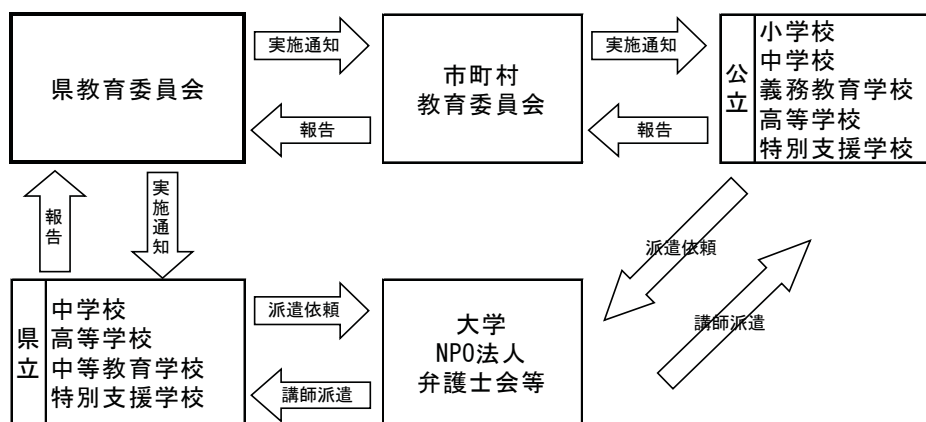 県教育委員会
実施通知
報告
市町村
教育委員会
実施通知
報告
公立
小学校
中学校
義務教育学校
高等学校
特別支援学校
報告
実施通知
派遣依頼
講師派遣
県立
中学校
高等学校
中等教育学校
特別支援学校
派遣依頼
講師派遣
大学
NPO法人
弁護士会等